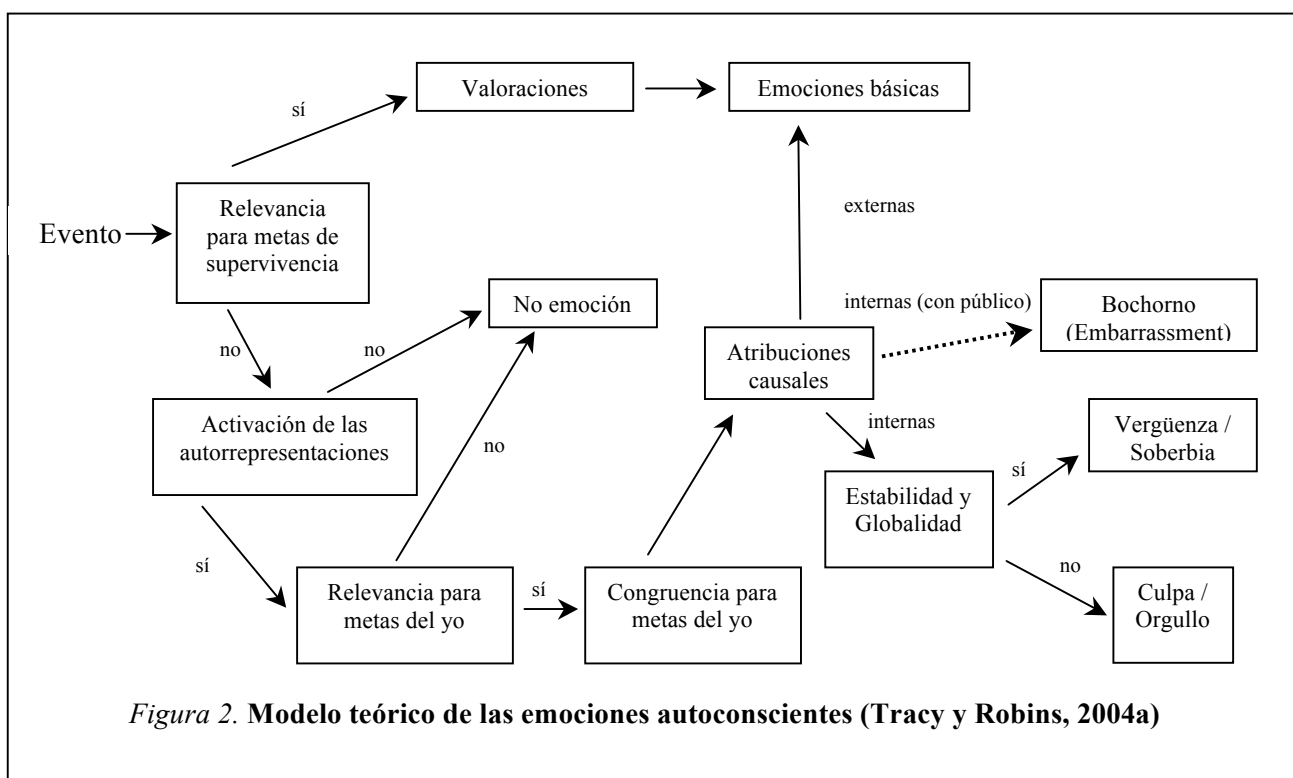 Valoraciones
Emociones básicas
sí
Relevancia
para metas de
supervivencia
Evento
externas
No emoción
internas (con público)
Bochorno
(Embarrassment)
no
no
Atribuciones
causales
Activación de las
autorrepresentaciones
internas
Vergüenza /
Soberbia
no
sí
Estabilidad y
Globalidad
sí
Relevancia para
metas del yo
sí
Congruencia para
metas del yo
no
Culpa /
Orgullo
Figura 2. Modelo teórico de las emociones autoconscientes (Tracy y Robins, 2004a)